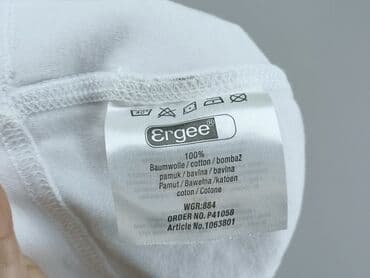 Ergee®
100%
Baumwolle / cotton / bombaž
pamuk / bavlna / bavlna
Pamut / Bawełna / katoen
coton / Cotone
WGR:884
ORDER NO. P41058
Article No. 1063801